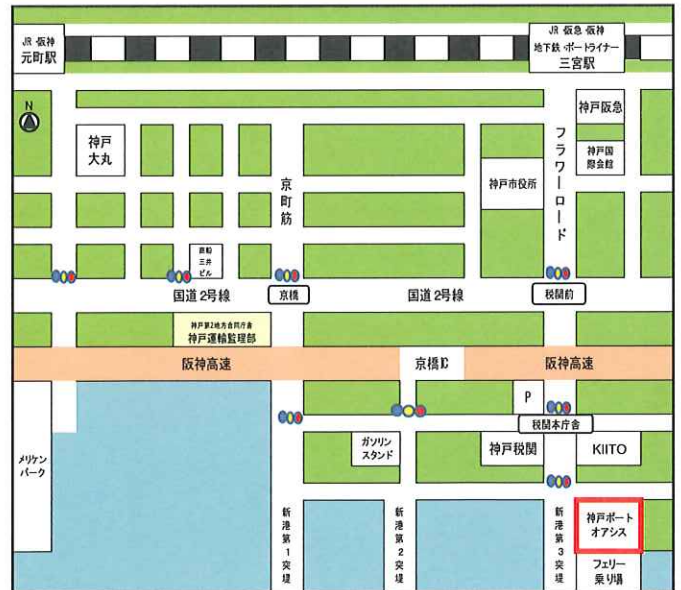 JR・阪神
元町駅
JR・阪急・阪神
地下鉄・ポートライナー
三宮駅
N
神戸
大丸
京町筋
神戸市役所
フラワーロード
神戸阪急
神戸国
際会館
商船
三井
ビル
国道2号線
京橋
国道2号線
税関前
神戸第2地方合同庁舎
神戸運輸監理部
阪神高速
京橋IC
阪神高速
P
税関本庁舎
メリケン
パーク
ガソリン
スタンド
神戸税関
KIITO
新港第1突堤
新港第2突堤
新港第3突堤
神戸ポート
オアシス
フェリー
乗り場